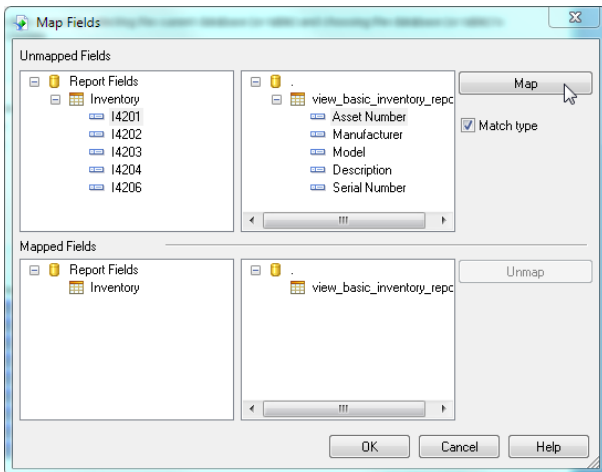 Map Fields
Unmapped Fields
Report Fields
Inventory
I4201
I4202
I4203
I4204
I4206
.
view_basic_inventory_repc
Asset Number
Manufacturer
Model
Description
Serial Number
Map
Match type
Mapped Fields
Report Fields
Inventory
.
view_basic_inventory_repc
Unmap
OK
Cancel
Help